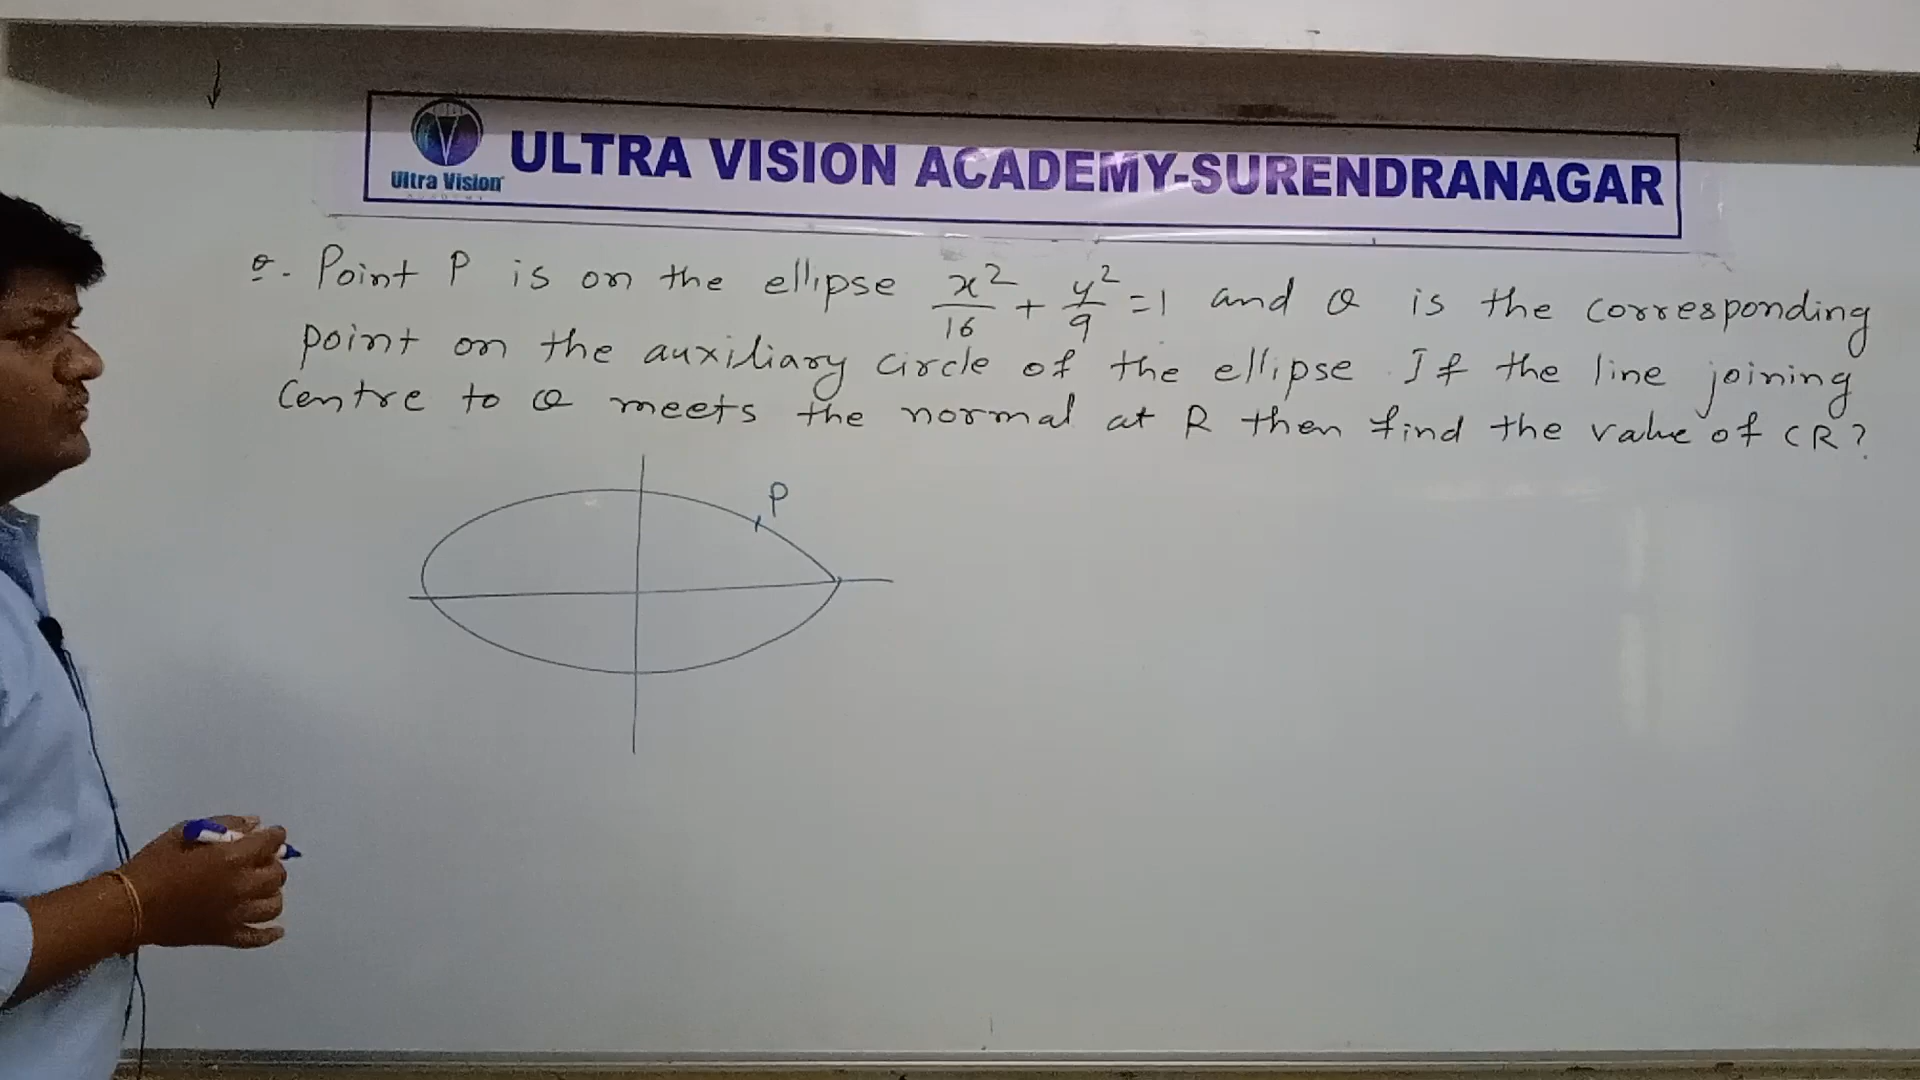 Ultra Vision
ULTRA VISION ACADEMY-SURENDRANAGAR
Q. Point P is on the ellipse x²/16 + y²/9 = 1 and Q is the corresponding
point on the auxiliary circle of the ellipse. If the line joining
Centre to Q meets the normal at R then find the value of CR?
P